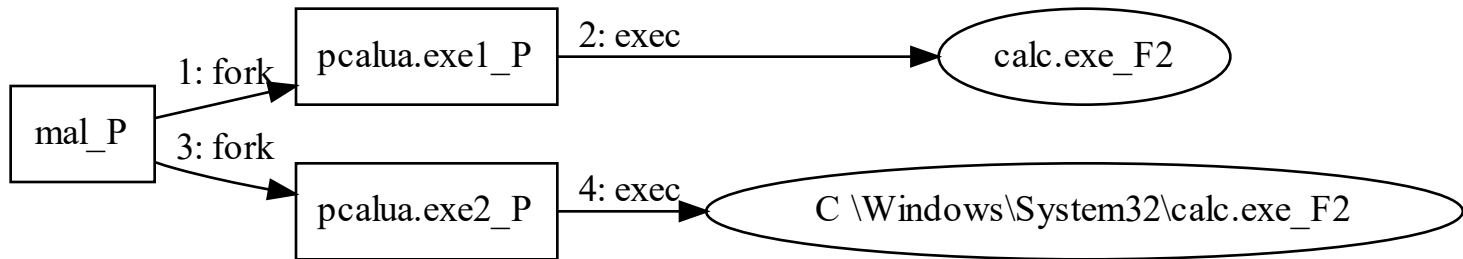 mal_P
1: fork
pcalua.exe1_P
2: exec
calc.exe_F2
3: fork
pcalua.exe2_P
4: exec
C \Windows\System32\calc.exe_F2